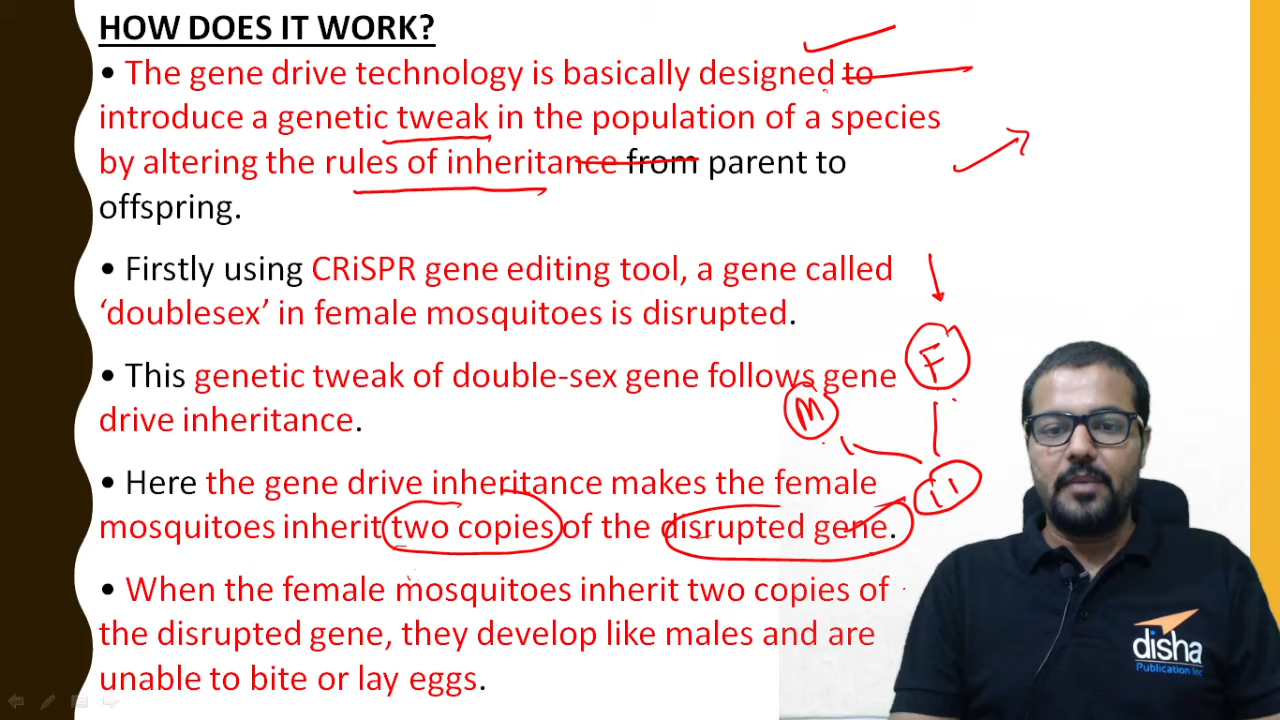 HOW DOES IT WORK?
• The gene drive technology is basically designed to
introduce a genetic tweak in the population of a species
by altering the rules of inheritance from parent to
offspring.
• Firstly using CRiSPR gene editing tool, a gene called
‘doublesex’ in female mosquitoes is disrupted.
• This genetic tweak of double-sex gene follows gene
drive inheritance.
• Here the gene drive inheritance makes the female
mosquitoes inherit two copies of the disrupted gene.
• When the female mosquitoes inherit two copies of
the disrupted gene, they develop like males and are
unable to bite or lay eggs.
F
M
disha
Publication Inc